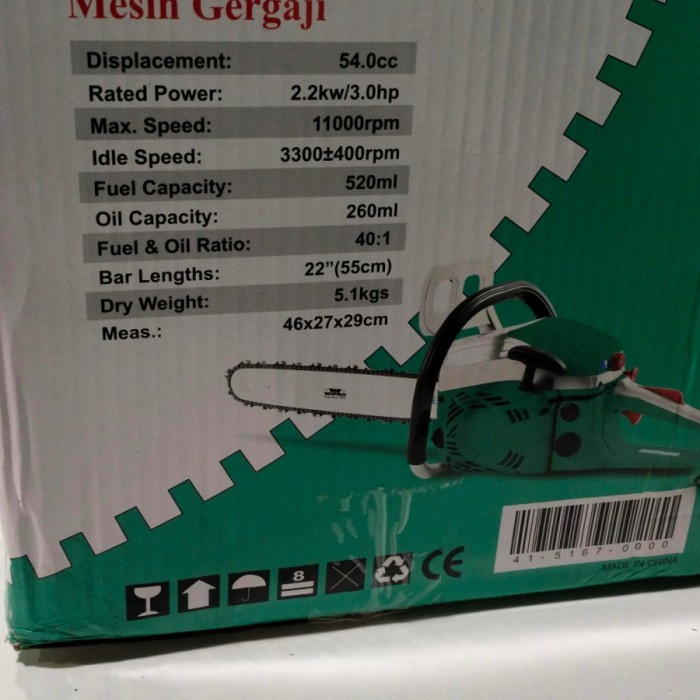 Mesin Gergaji
Displacement: 54.0cc
Rated Power: 2.2kw/3.0hp
Max. Speed: 11000rpm
Idle Speed: 3300±400rpm
Fuel Capacity: 520ml
Oil Capacity: 260ml
Fuel & Oil Ratio: 40:1
Bar Lengths: 22”(55cm)
Dry Weight: 5.1kgs
Meas.: 46x27x29cm
WIPRO
8
CE
41-5167-0000
MADE IN CHINA